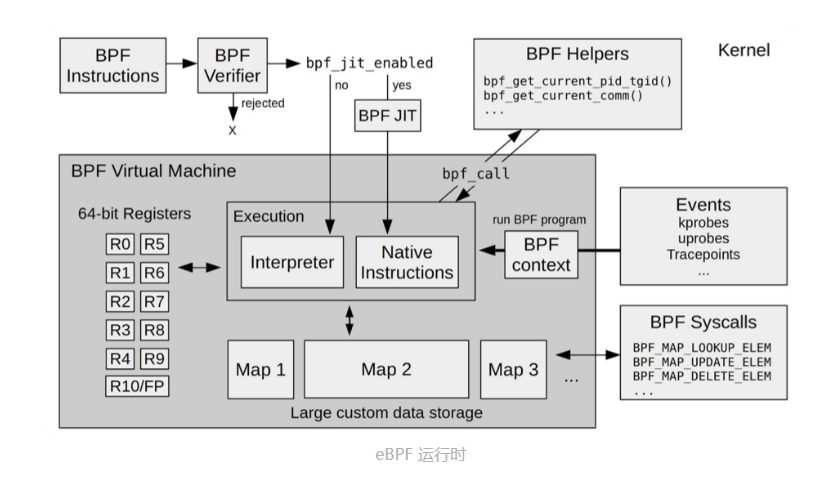 BPF
Instructions
BPF
Verifier
bpf_jit_enabled
no
yes
rejected
X
BPF JIT
BPF Helpers
bpf_get_current_pid_tgid()
bpf_get_current_comm()
...
Kernel
BPF Virtual Machine
bpf_call
64-bit Registers
R0 R5
R1 R6
R2 R7
R3 R8
R4 R9
R10/FP
Execution
Interpreter
Native
Instructions
run BPF program
BPF
context
Events
kprobes
uprobes
Tracepoints
...
Map 1
Map 2
Map 3
...
Large custom data storage
BPF Syscalls
BPF_MAP_LOOKUP_ELEM
BPF_MAP_UPDATE_ELEM
BPF_MAP_DELETE_ELEM
...
eBPF 运行时